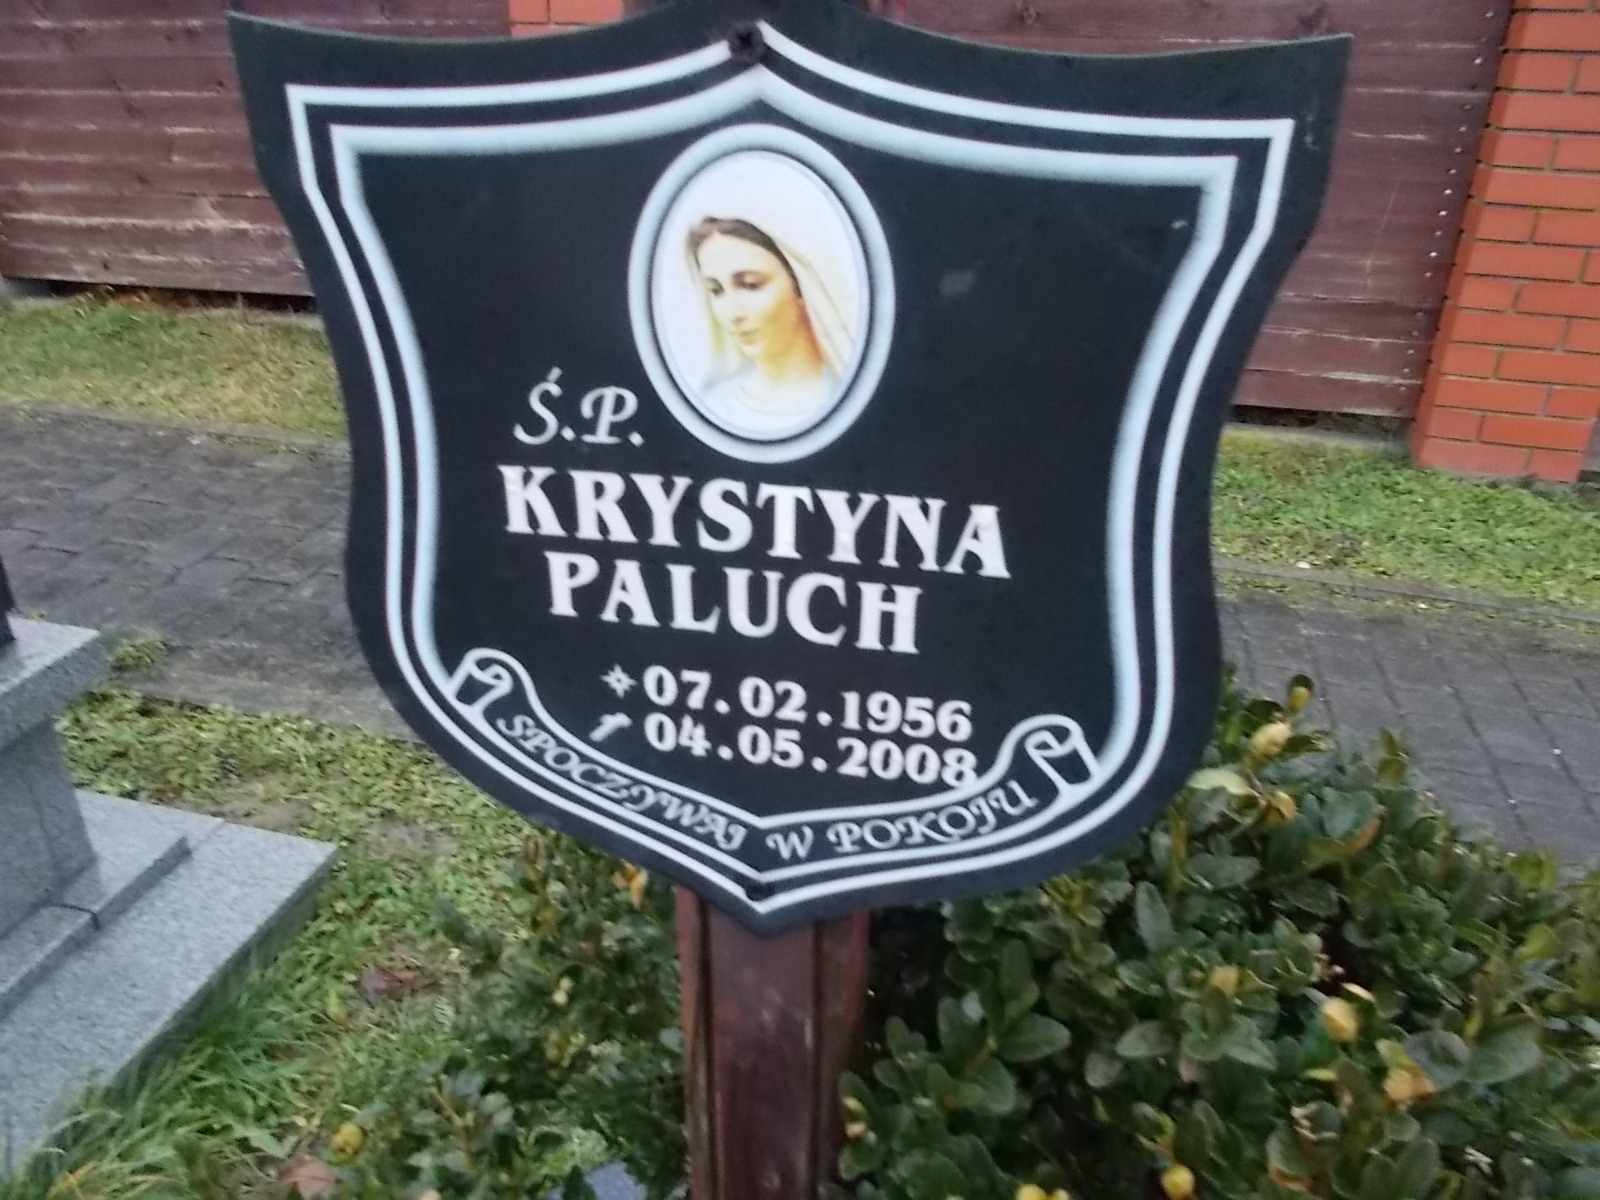 Ś.P.
KRYSTYNA
PALUCH
07.02.1956
04.05.2008
SPOCZYWAJ W POKOJU